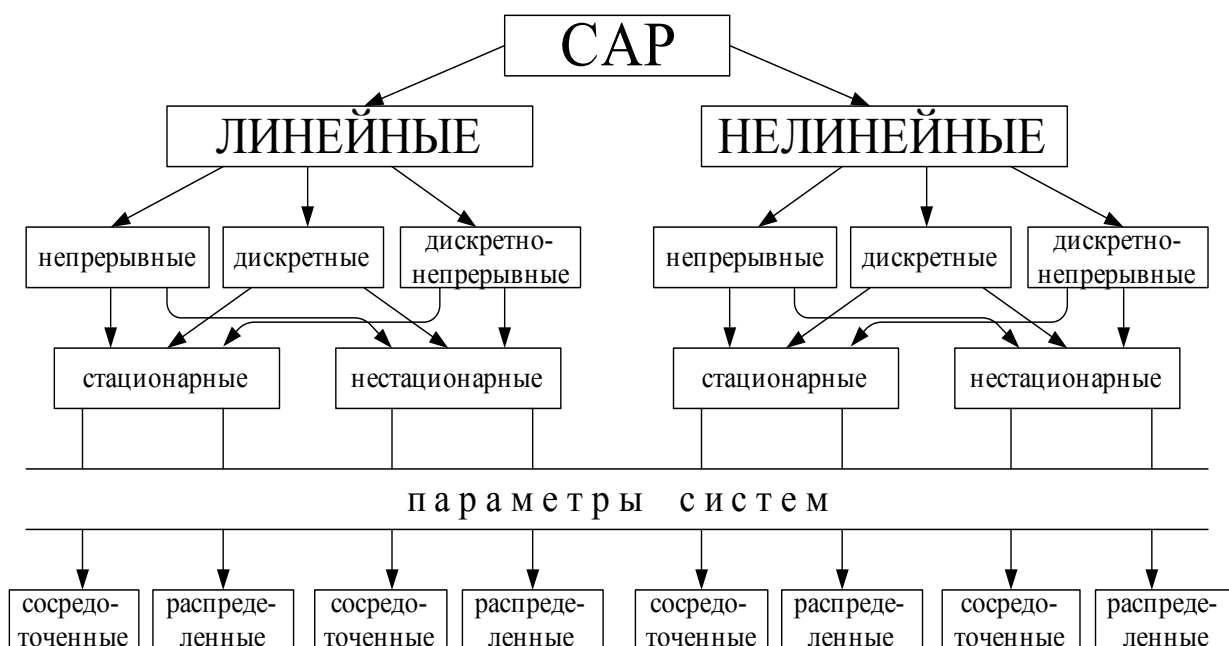 САР
ЛИНЕЙНЫЕ
НЕЛИНЕЙНЫЕ
непрерывные
дискретные
дискретно-
непрерывные
непрерывные
дискретные
дискретно-
непрерывные
стационарные
нестационарные
стационарные
нестационарные
параметры систем
сосредо-
точенные
распреде-
ленные
сосредо-
точенные
распреде-
ленные
сосредо-
точенные
распреде-
ленные
сосредо-
точенные
распреде-
ленные